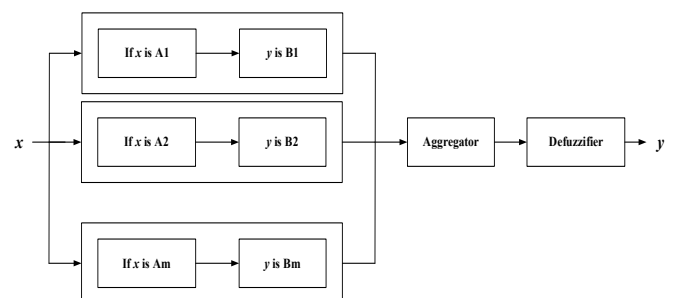 If x is A1
y is B1
x
If x is A2
y is B2
Aggregator
Defuzzifier
y
If x is Am
y is Bm